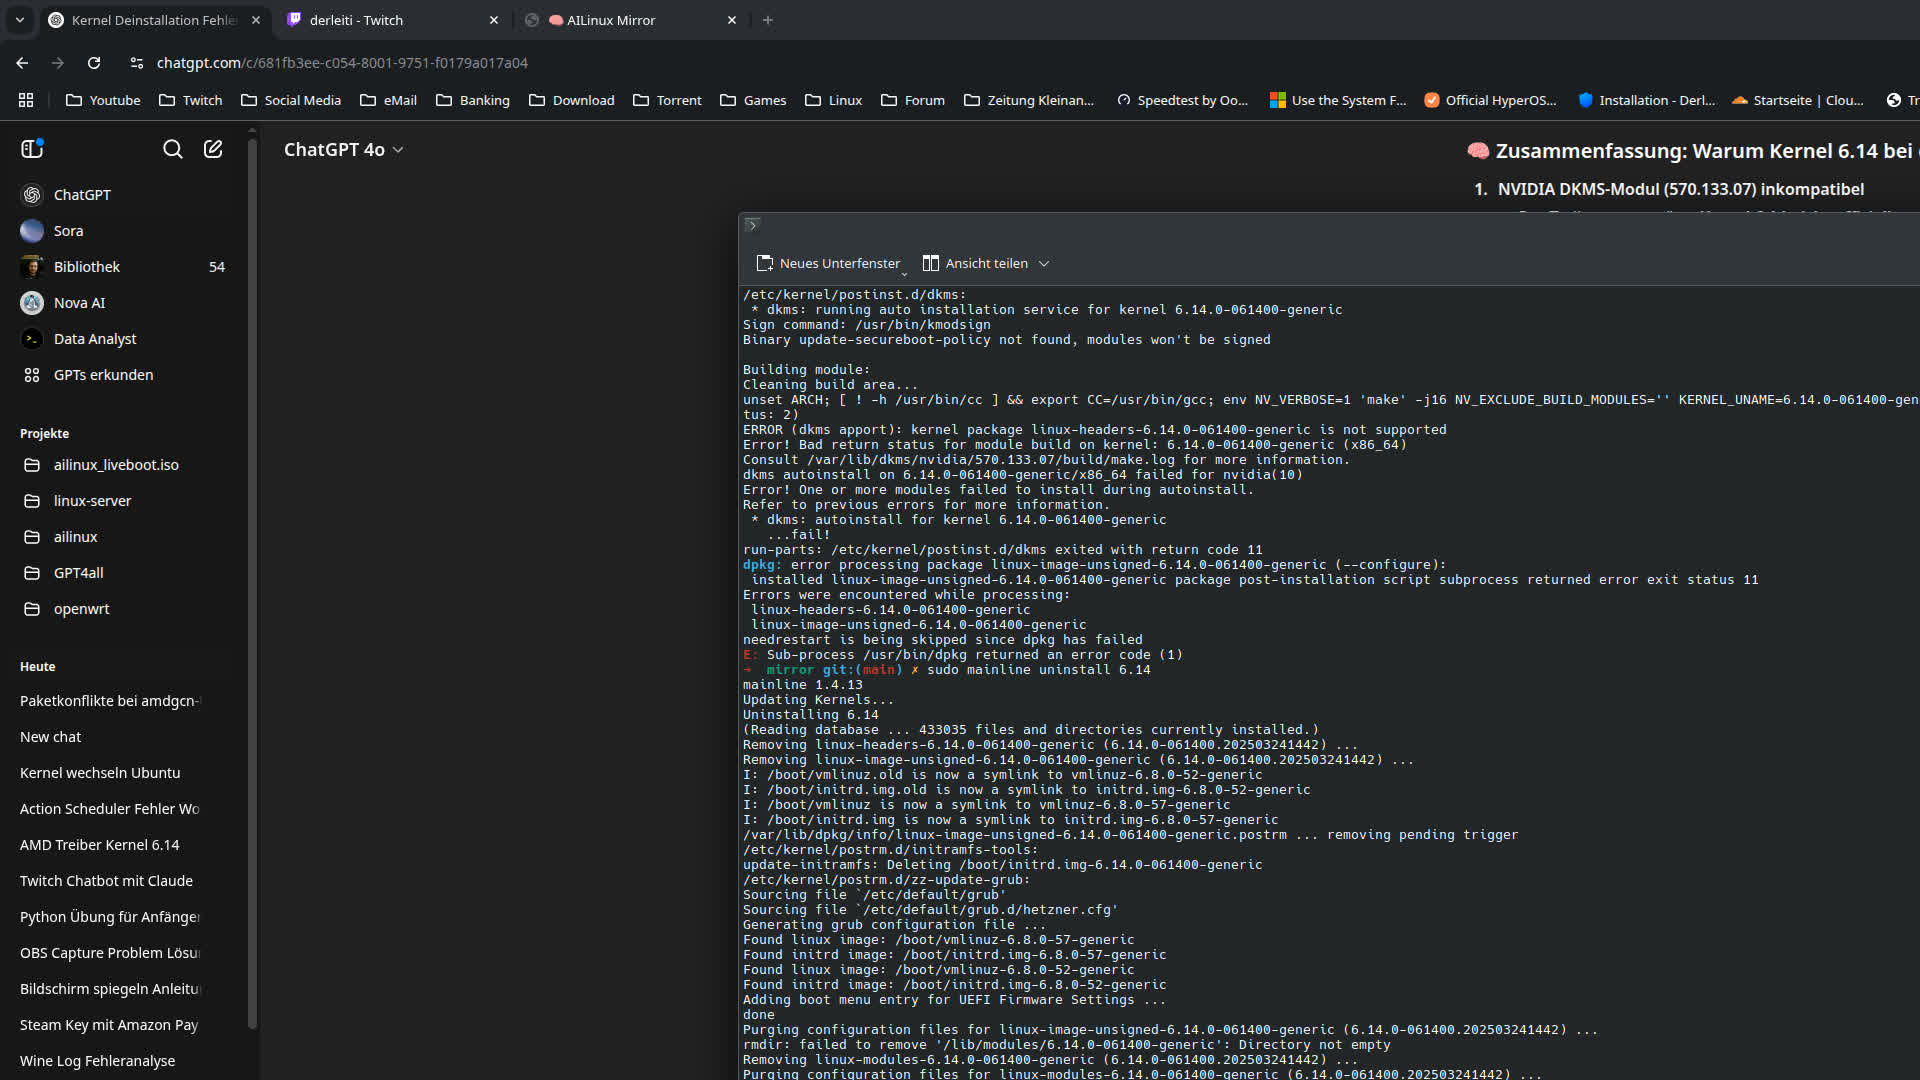 Kernel Deinstallation Fehle
derleiti - Twitch
AILinux Mirror
chatgpt.com/c/681fb3ee-c054-8001-9751-f0179a017a04
Youtube
Twitch
Social Media
eMail
Banking
Download
Torrent
Games
Linux
Forum
Zeitung Kleinan...
Speedtest by Oo...
Use the System F...
Official HyperOS...
Installation - Derl...
Startseite | Clou...
Tr
ChatGPT
Sora
Bibliothek 54
Nova AI
Data Analyst
GPTs erkunden
Projekte
ailinux_liveboot.iso
linux-server
ailinux
GPT4all
openwrt
Heute
Paketkonflikte bei amdgcn-
New chat
Kernel wechseln Ubuntu
Action Scheduler Fehler Wo
AMD Treiber Kernel 6.14
Twitch Chatbot mit Claude
Python Übung für Anfänger
OBS Capture Problem Lösu
Bildschirm spiegeln Anleitu
Steam Key mit Amazon Pay
Wine Log Fehleranalyse
ChatGPT 4o
Zusammenfassung: Warum Kernel 6.14 bei
1. NVIDIA DKMS-Modul (570.133.07) inkompatibel
Neues Unterfenster
Ansicht teilen
/etc/kernel/postinst.d/dkms:
* dkms: running auto installation service for kernel 6.14.0-061400-generic
Sign command: /usr/bin/kmodsign
Binary update-secureboot-policy not found, modules won't be signed
Building module:
Cleaning build area...
unset ARCH; [ ! -h /usr/bin/cc ] && export CC=/usr/bin/gcc; env NV_VERBOSE=1 'make' -j16 NV_EXCLUDE_BUILD_MODULES='' KERNEL_UNAME=6.14.0-061400-gen
tus: 2)
ERROR (dkms apport): kernel package linux-headers-6.14.0-061400-generic is not supported
Error! Bad return status for module build on kernel: 6.14.0-061400-generic (x86_64)
Consult /var/lib/dkms/nvidia/570.133.07/build/make.log for more information.
dkms autoinstall on 6.14.0-061400-generic/x86_64 failed for nvidia(10)
Error! One or more modules failed to install during autoinstall.
Refer to previous errors for more information.
* dkms: autoinstall for kernel 6.14.0-061400-generic
...fail!
run-parts: /etc/kernel/postinst.d/dkms exited with return code 11
dpkg: error processing package linux-image-unsigned-6.14.0-061400-generic (--configure):
installed linux-image-unsigned-6.14.0-061400-generic package post-installation script subprocess returned error exit status 11
Errors were encountered while processing:
linux-headers-6.14.0-061400-generic
linux-image-unsigned-6.14.0-061400-generic
needrestart is being skipped since dpkg has failed
E: Sub-process /usr/bin/dpkg returned an error code (1)
→ mirror git:(main) ✗ sudo mainline uninstall 6.14
mainline 1.4.13
Updating Kernels...
Uninstalling 6.14
(Reading database ... 433035 files and directories currently installed.)
Removing linux-headers-6.14.0-061400-generic (6.14.0-061400.202503241442) ...
Removing linux-image-unsigned-6.14.0-061400-generic (6.14.0-061400.202503241442) ...
I: /boot/vmlinuz.old is now a symlink to vmlinuz-6.8.0-52-generic
I: /boot/initrd.img.old is now a symlink to initrd.img-6.8.0-52-generic
I: /boot/vmlinuz is now a symlink to vmlinuz-6.8.0-57-generic
I: /boot/initrd.img is now a symlink to initrd.img-6.8.0-57-generic
/var/lib/dpkg/info/linux-image-unsigned-6.14.0-061400-generic.postrm ... removing pending trigger
/etc/kernel/postrm.d/initramfs-tools:
update-initramfs: Deleting /boot/initrd.img-6.14.0-061400-generic
/etc/kernel/postrm.d/zz-update-grub:
Sourcing file `/etc/default/grub'
Sourcing file `/etc/default/grub.d/hetzner.cfg'
Generating grub configuration file ...
Found linux image: /boot/vmlinuz-6.8.0-57-generic
Found initrd image: /boot/initrd.img-6.8.0-57-generic
Found linux image: /boot/vmlinuz-6.8.0-52-generic
Found initrd image: /boot/initrd.img-6.8.0-52-generic
Adding boot menu entry for UEFI Firmware Settings ...
done
Purging configuration files for linux-image-unsigned-6.14.0-061400-generic (6.14.0-061400.202503241442) ...
rmdir: failed to remove '/lib/modules/6.14.0-061400-generic': Directory not empty
Removing linux-modules-6.14.0-061400-generic (6.14.0-061400.202503241442) ...
Purging configuration files for linux-modules-6.14.0-061400-generic (6.14.0-061400.202503241442) ...